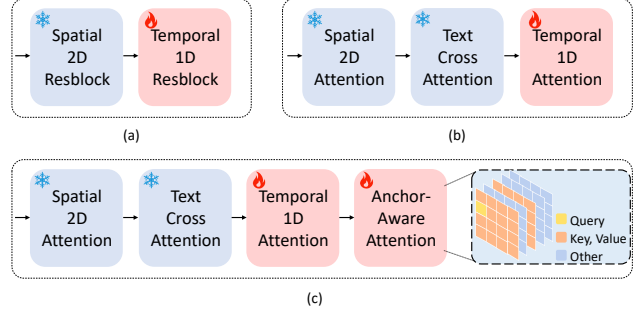 Spatial
2D
Resblock
Temporal
1D
Resblock
(a)
Spatial
2D
Attention
Text
Cross
Attention
Temporal
1D
Attention
(b)
Spatial
2D
Attention
Text
Cross
Attention
Temporal
1D
Attention
Anchor-
Aware
Attention
Query
Key, Value
Other
(c)